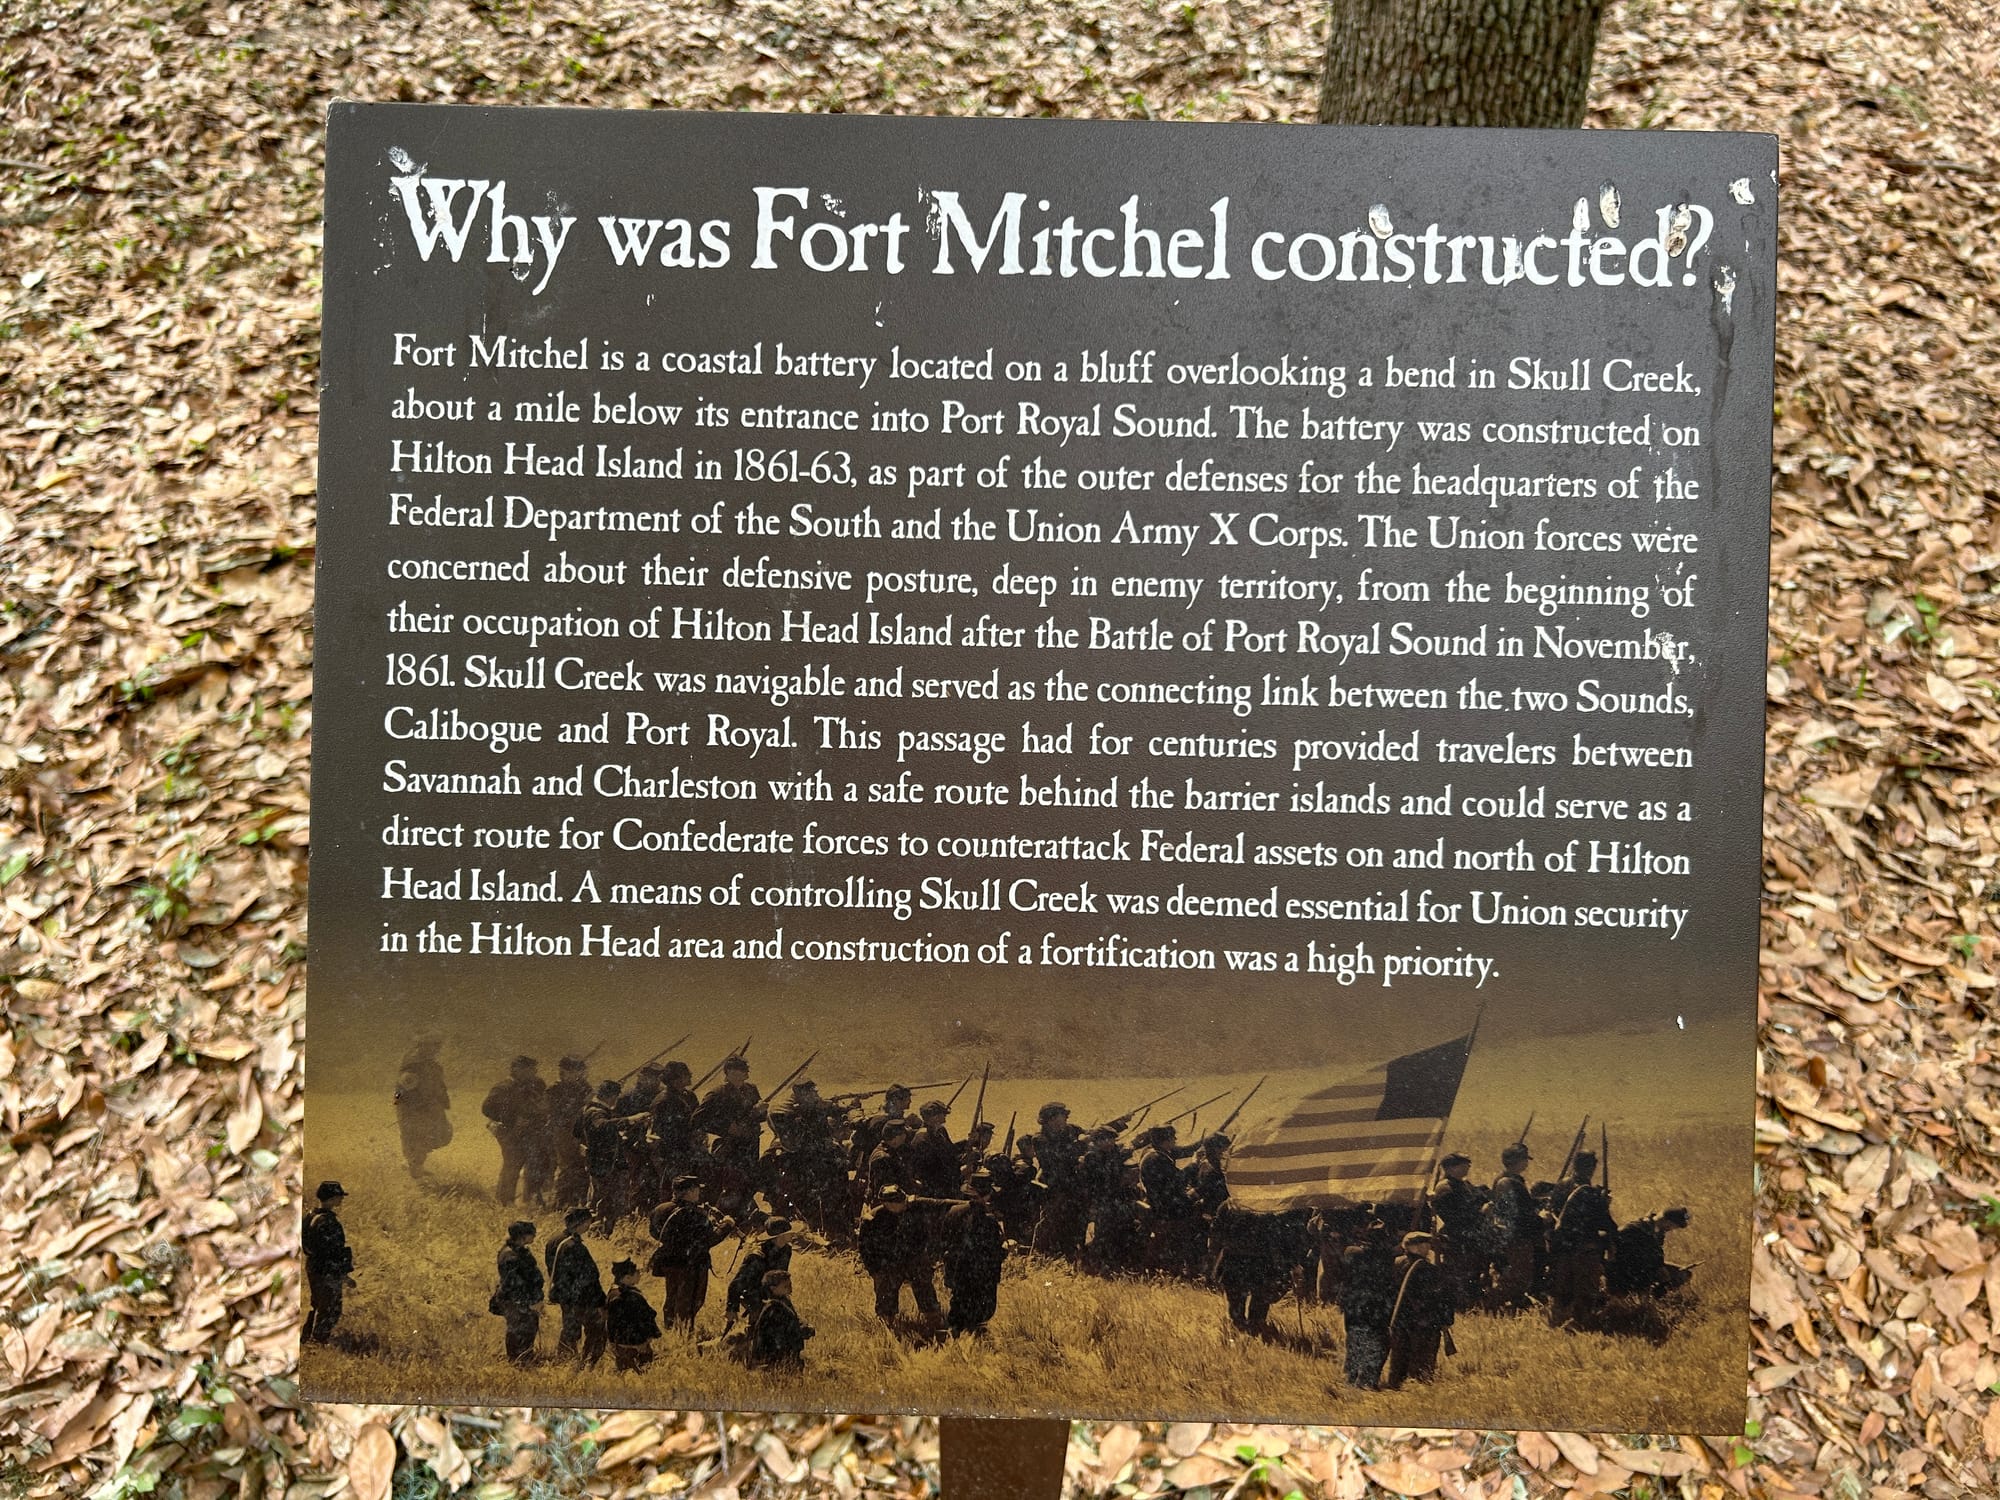 Why was Fort Mitchel constructed?
Fort Mitchel is a coastal battery located on a bluff overlooking a bend in Skull Creek,
about a mile below its entrance into Port Royal Sound. The battery was constructed on
Hilton Head Island in 1861-63, as part of the outer defenses for the headquarters of the
Federal Department of the South and the Union Army X Corps. The Union forces were
concerned about their defensive posture, deep in enemy territory, from the beginning of
their occupation of Hilton Head Island after the Battle of Port Royal Sound in November,
1861. Skull Creek was navigable and served as the connecting link between the two Sounds,
Calibogue and Port Royal. This passage had for centuries provided travelers between
Savannah and Charleston with a safe route behind the barrier islands and could serve as a
direct route for Confederate forces to counterattack Federal assets on and north of Hilton
Head Island. A means of controlling Skull Creek was deemed essential for Union security
in the Hilton Head area and construction of a fortification was a high priority.